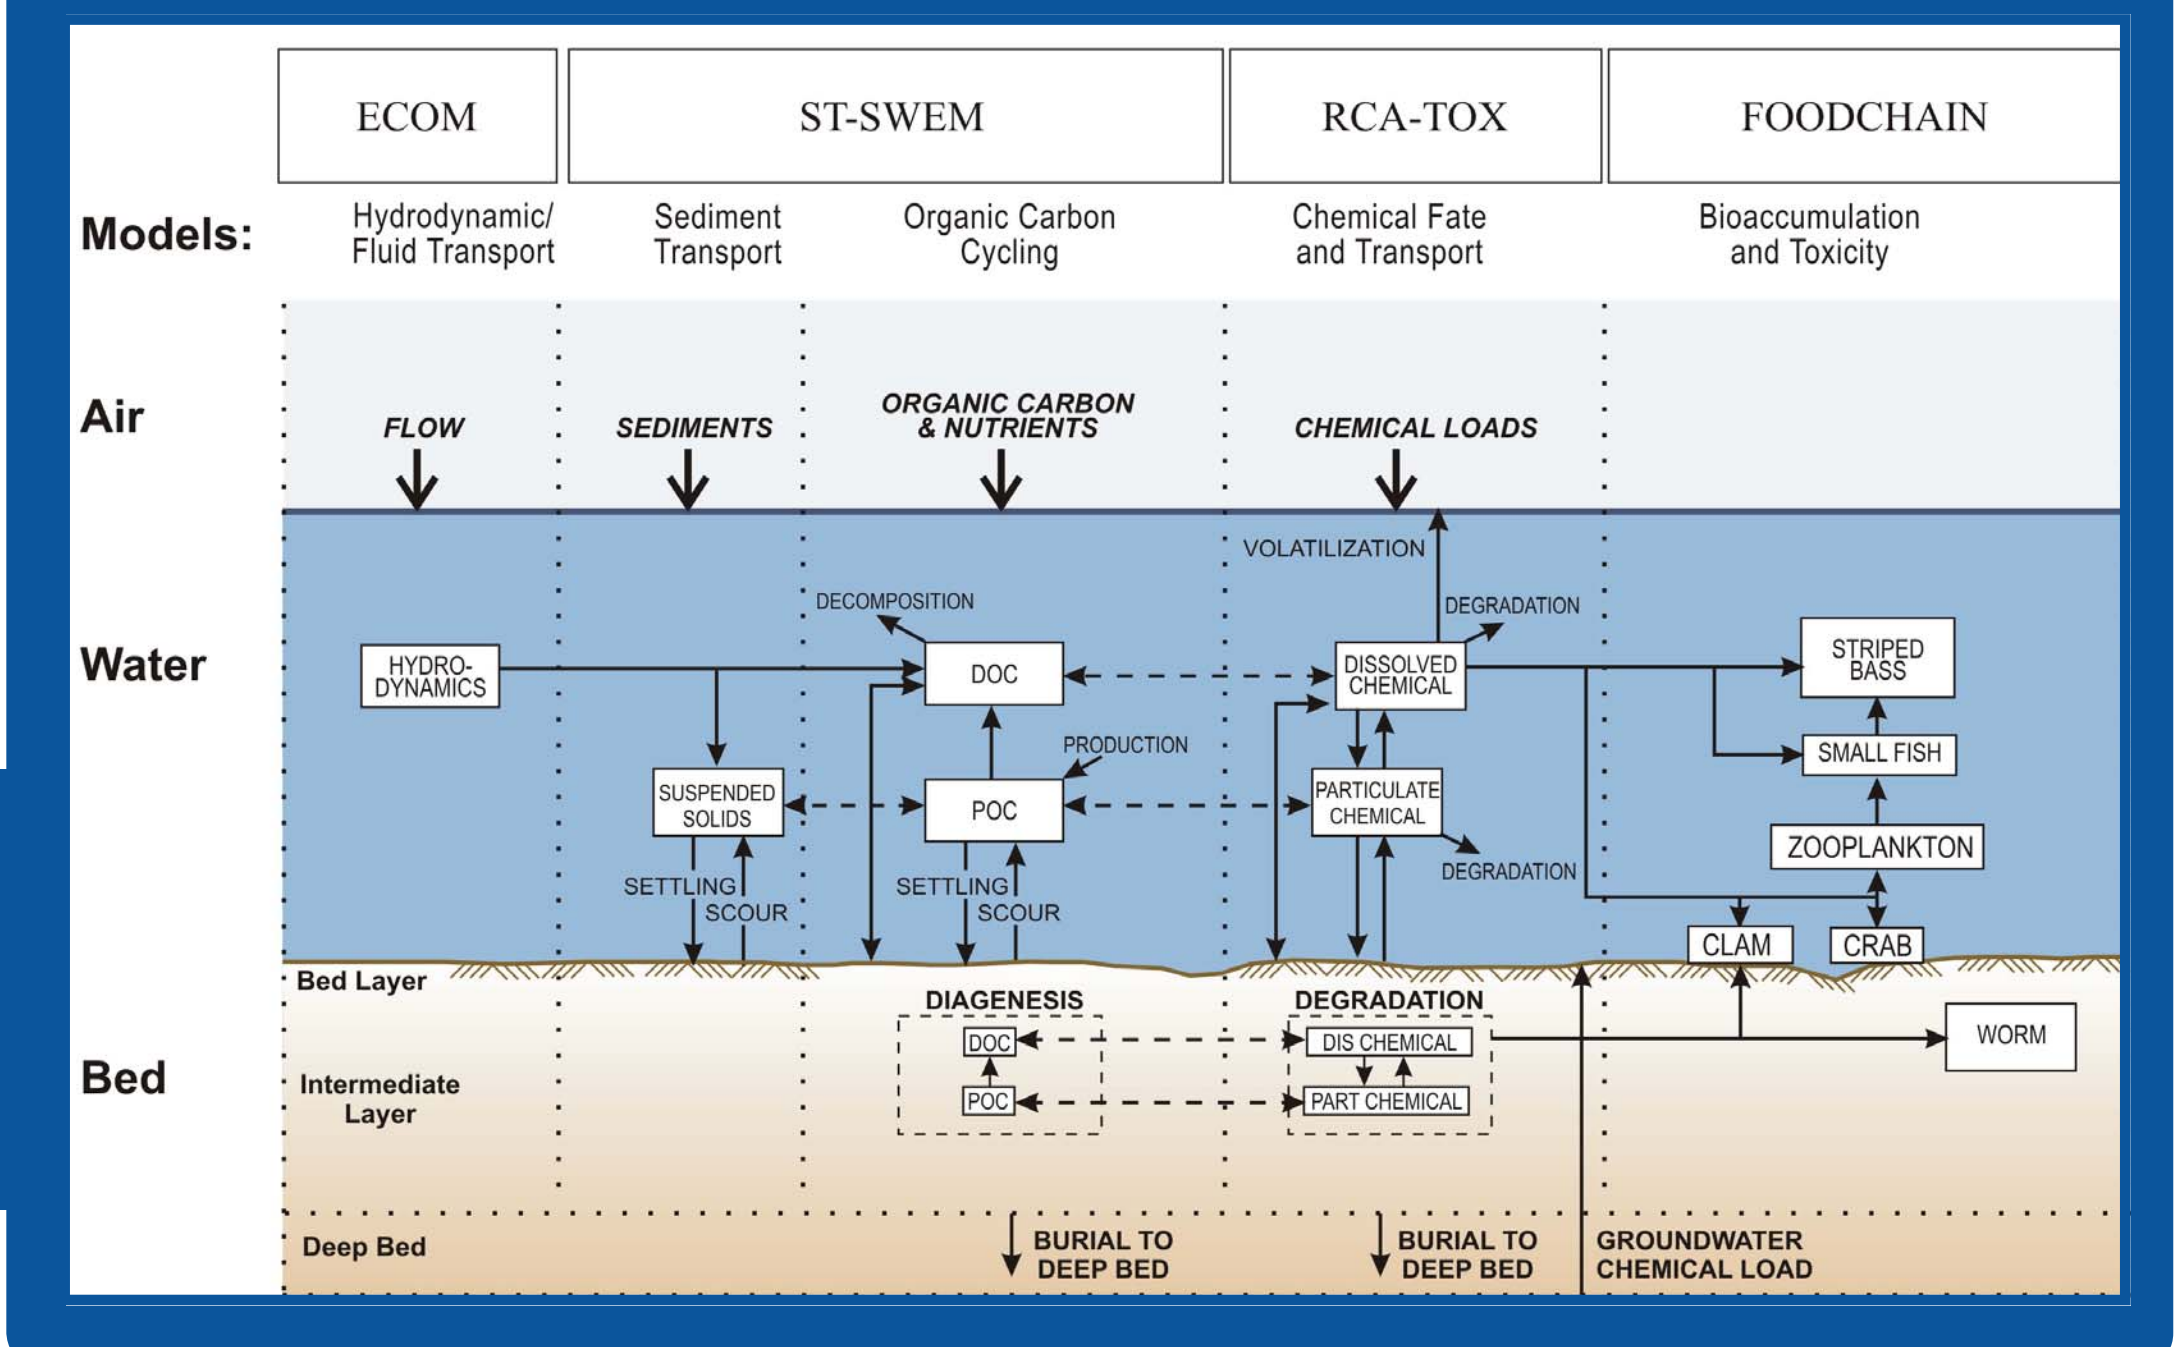 ECOM
ST-SWEM
RCA-TOX
FOODCHAIN
Models:
Hydrodynamic/
Fluid Transport
Sediment
Transport
Organic Carbon
Cycling
Chemical Fate
and Transport
Bioaccumulation
and Toxicity
Air
FLOW
SEDIMENTS
ORGANIC CARBON
& NUTRIENTS
CHEMICAL LOADS
Water
VOLATILIZATION
DECOMPOSITION
DEGRADATION
HYDRO-
DYNAMICS
DOC
DISSOLVED
CHEMICAL
STRIPED
BASS
PRODUCTION
SMALL FISH
SUSPENDED
SOLIDS
POC
PARTICULATE
CHEMICAL
ZOOPLANKTON
DEGRADATION
SETTLING
SCOUR
SETTLING
SCOUR
CLAM
CRAB
Bed
Bed Layer
DIAGENESIS
DEGRADATION
DOC
DIS CHEMICAL
WORM
Intermediate
Layer
POC
PART CHEMICAL
Deep Bed
BURIAL TO
DEEP BED
BURIAL TO
DEEP BED
GROUNDWATER
CHEMICAL LOAD